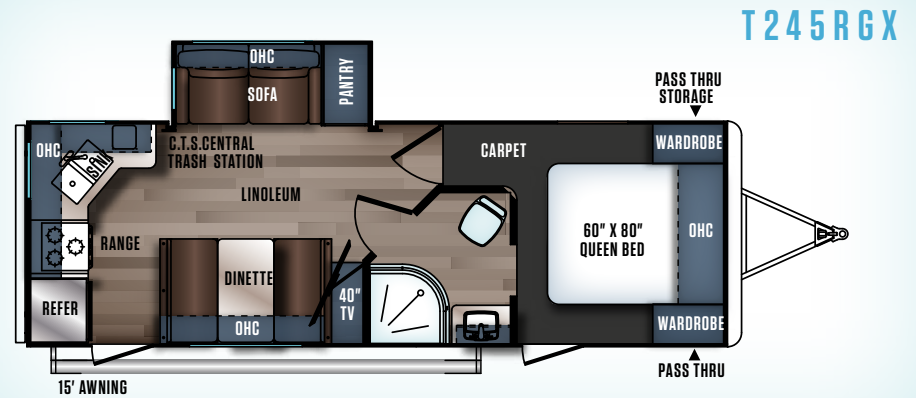 T245RGX
OHC
SOFA
PANTRY
PASS THRU
STORAGE
OHC
SINK
C.T.S.CENTRAL
TRASH STATION
CARPET
WARDROBE
LINOLEUM
RANGE
60" X 80"
QUEEN BED
OHC
DINETTE
REFER
40"
TV
OHC
WARDROBE
PASS THRU
15' AWNING